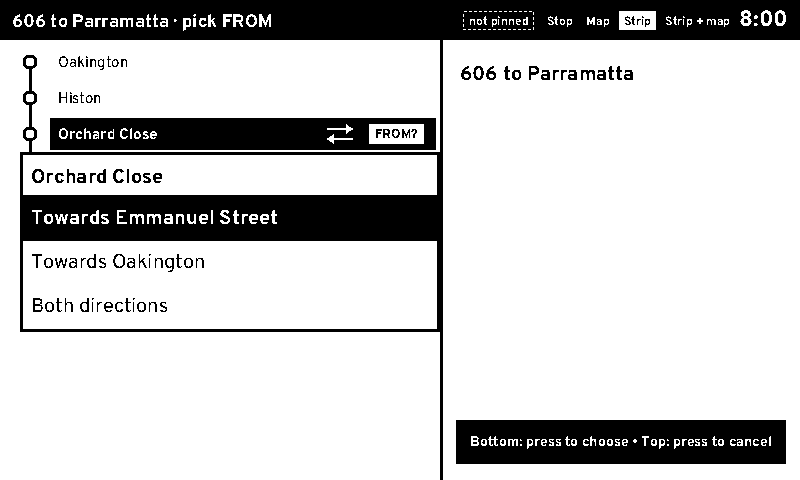 606 to Parramatta · pick FROM
not pinned Stop Map Strip Strip + map 8:00
Oakington
Histon
Orchard Close FROM?
Orchard Close
Towards Emmanuel Street
Towards Oakington
Both directions
606 to Parramatta
Bottom: press to choose • Top: press to cancel